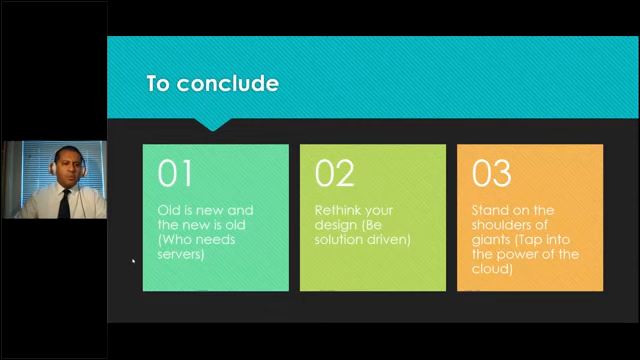 To conclude
01
Old is new and
the new is old
(Who needs
servers)
02
Rethink your
design (Be
solution driven)
03
Stand on the
shoulders of
giants (Tap into
the power of the
cloud)